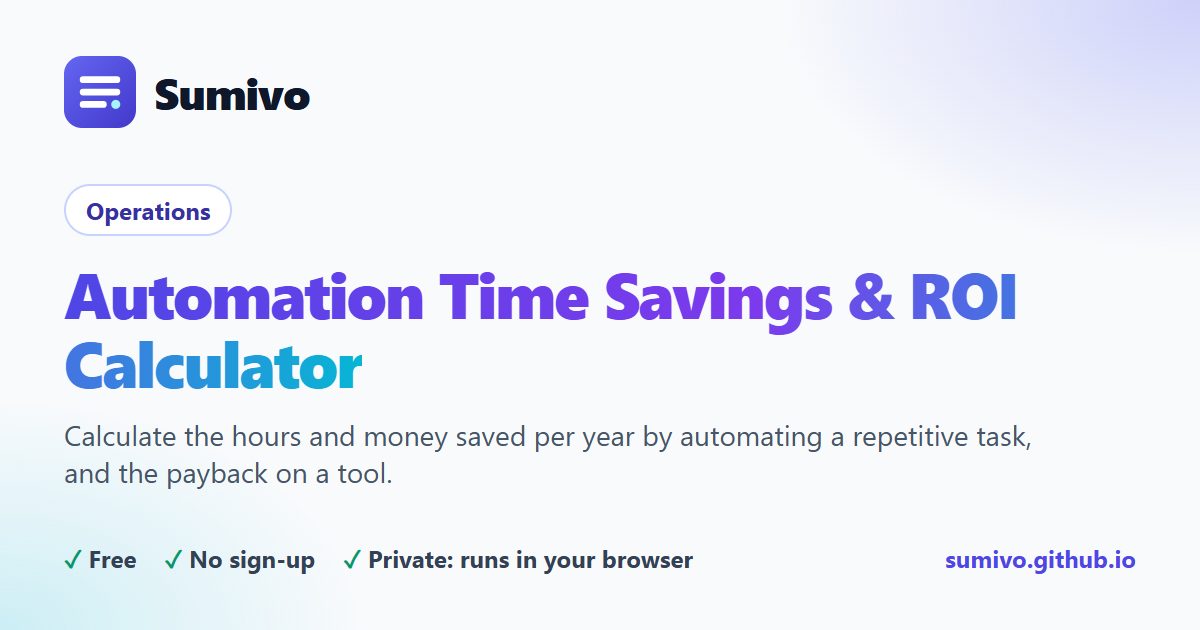 Sumivo
Operations
Automation Time Savings & ROI
Calculator
Calculate the hours and money saved per year by automating a repetitive task,
and the payback on a tool.
✓ Free ✓ No sign-up ✓ Private: runs in your browser
sumivo.github.io